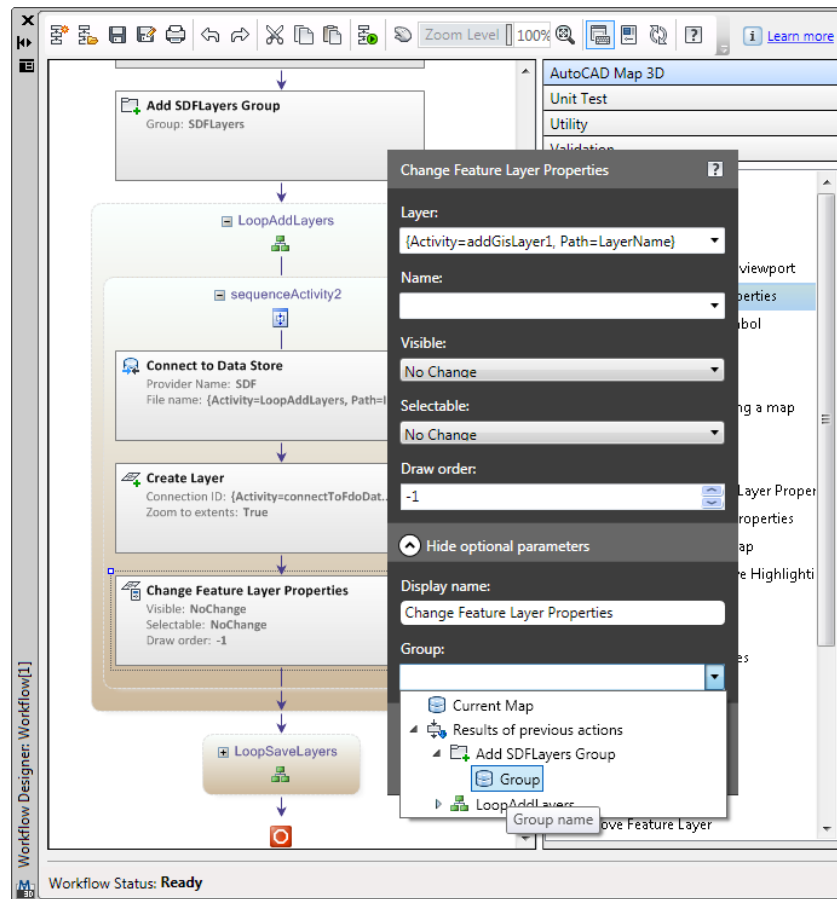 Zoom Level
100%
Learn more
Add SDFLayers Group
Group: SDFLayers
LoopAddLayers
sequenceActivity2
Connect to Data Store
Provider Name: SDF
File name: {Activity=LoopAddLayers, Path=I
Create Layer
Connection ID: {Activity=connectToFdoDat...
Zoom to extents: True
Change Feature Layer Properties
Visible: NoChange
Selectable: NoChange
Draw order: -1
LoopSaveLayers
AutoCAD Map 3D
Unit Test
Utility
Validation
Change Feature Layer Properties
?
Layer:
{Activity=addGisLayer1, Path=LayerName}
Name:
Visible:
No Change
Selectable:
No Change
Draw order:
-1
Hide optional parameters
Display name:
Change Feature Layer Properties
Group:
Current Map
Results of previous actions
Add SDFLayers Group
Group
LoopAddLayers
Group name
viewport
perties
bol
ng a map
Layer Proper
roperties
ap
e Highlighti
es
ove Feature Layer
Workflow Designer: Workflow[1]
Workflow Status: Ready